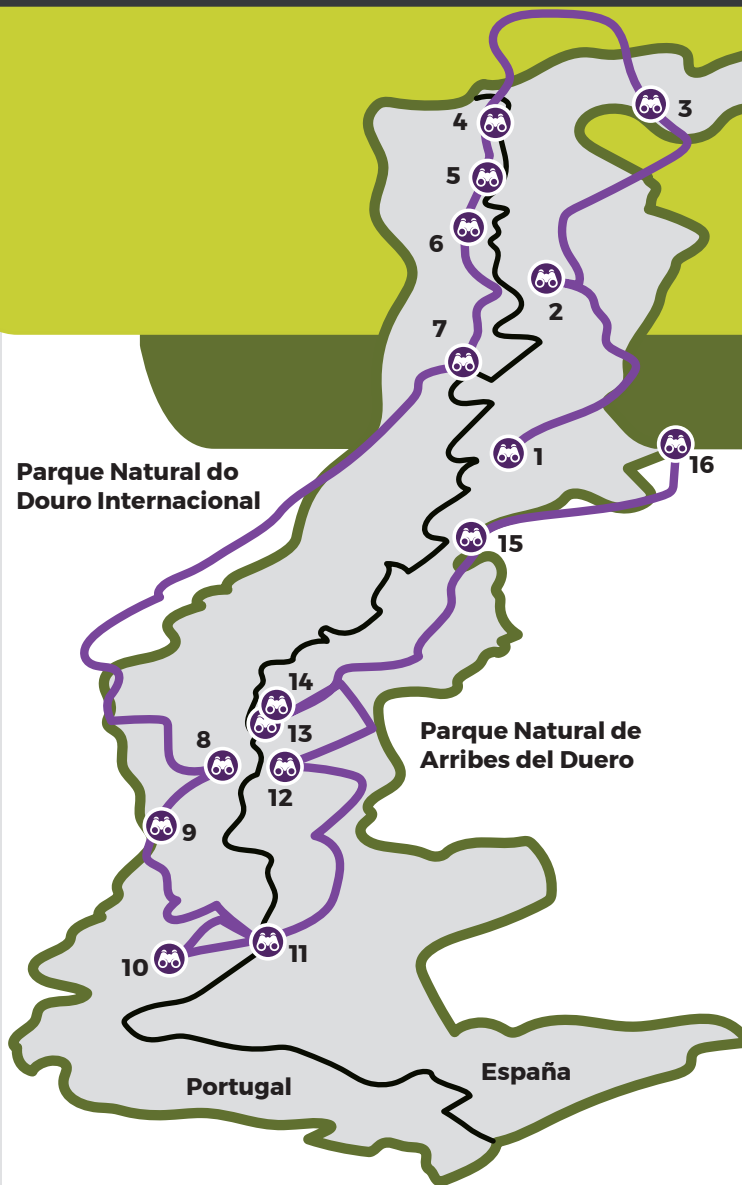 3
4
5
6
2
7
1
16
Parque Natural do
Douro Internacional
15
14
13
8
Parque Natural de
Arribes del Duero
12
9
11
10
España
Portugal